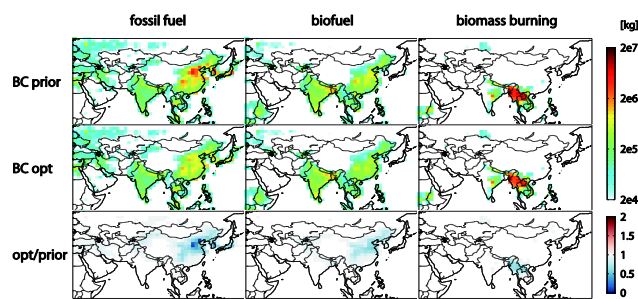 fossil fuel biofuel biomass burning [kg]
BC prior 2e7
2e6
BC opt 2e5
2e4
opt/prior 2
1.5
1
0.5
0